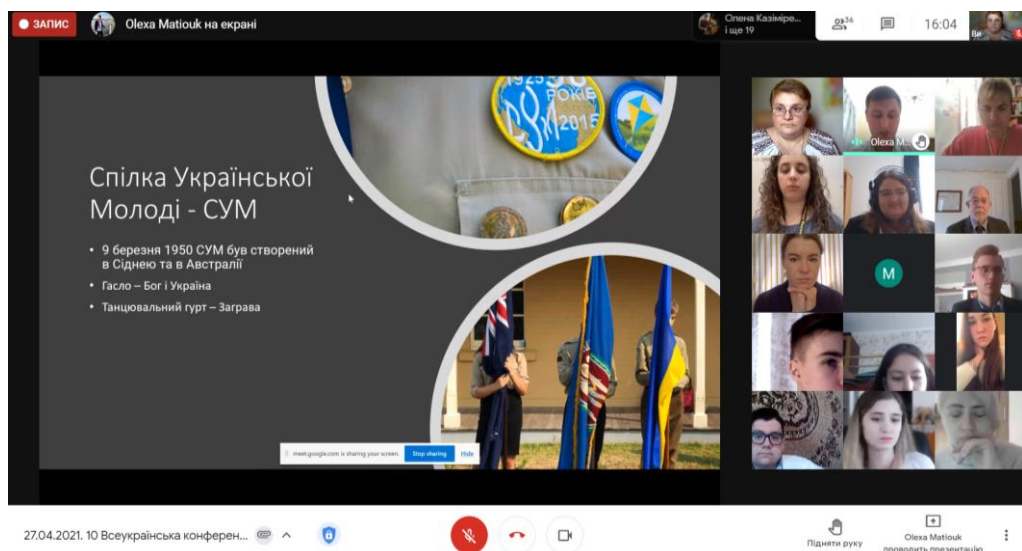 ЗАПИС
Olexa Matiouk на екрані
Олена Казіміре...
і ще 19
36
16:04
Ви
1925
РОКІВ
СУМ
2015
Спілка Української
Молоді - СУМ
• 9 березня 1950 СУМ був створений
в Сіднею та в Австралії
• Гасло – Бог і Україна
• Танцювальний гурт – Заграва
Olexa M...
М
meet.google.com is sharing your screen.
Stop sharing
Hide
27.04.2021. 10 Всеукраїнська конферен...
Підняти руку
Olexa Matiouk
проводить презентацію